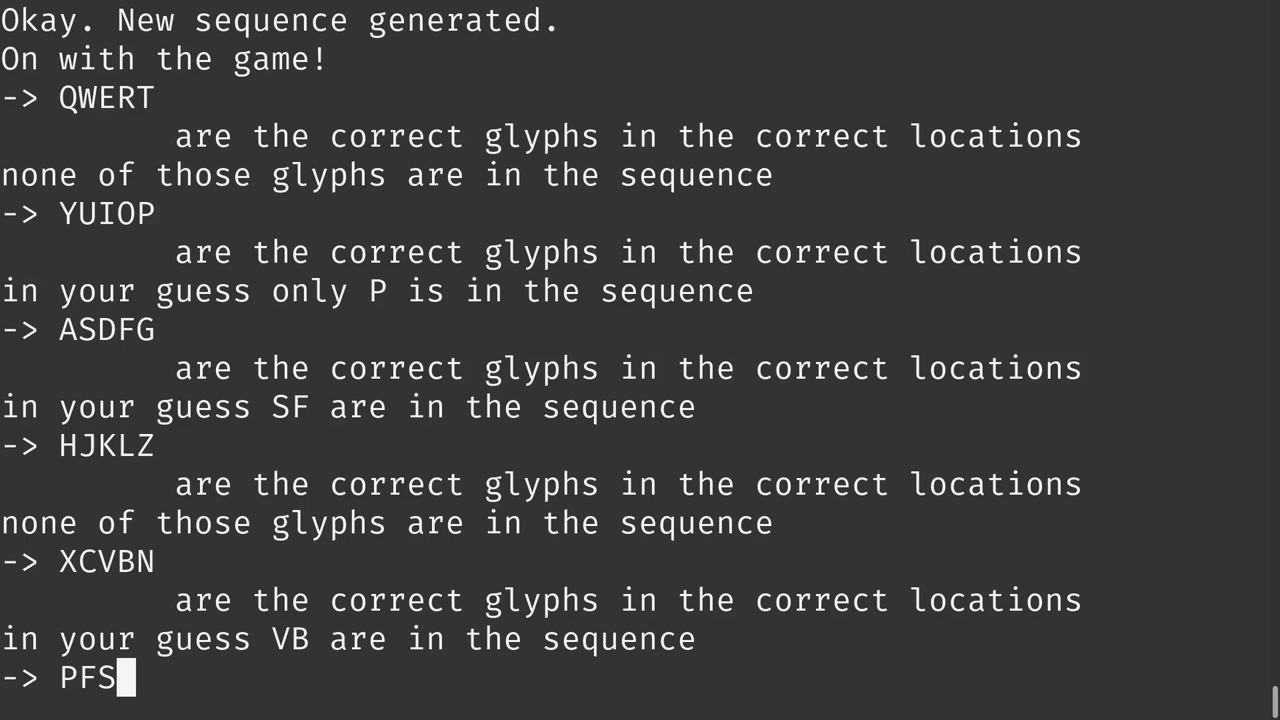 Okay. New sequence generated.
On with the game!
-> QWERT
         are the correct glyphs in the correct locations
none of those glyphs are in the sequence
-> YUIOP
         are the correct glyphs in the correct locations
in your guess only P is in the sequence
-> ASDFG
         are the correct glyphs in the correct locations
in your guess SF are in the sequence
-> HJKLZ
         are the correct glyphs in the correct locations
none of those glyphs are in the sequence
-> XCVBN
         are the correct glyphs in the correct locations
in your guess VB are in the sequence
-> PFS